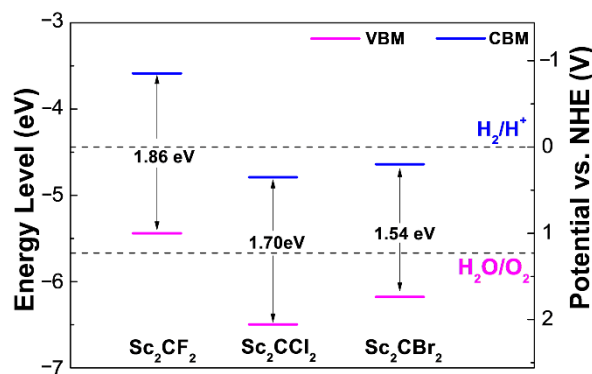 VBM CBM
Energy Level (eV)
−3
−4
−5
−6
−7
Potential vs. NHE (V)
−1
0
1
2
H₂/H⁺
H₂O/O₂
1.86 eV
1.70eV
1.54 eV
Sc₂CF₂ Sc₂CCl₂ Sc₂CBr₂